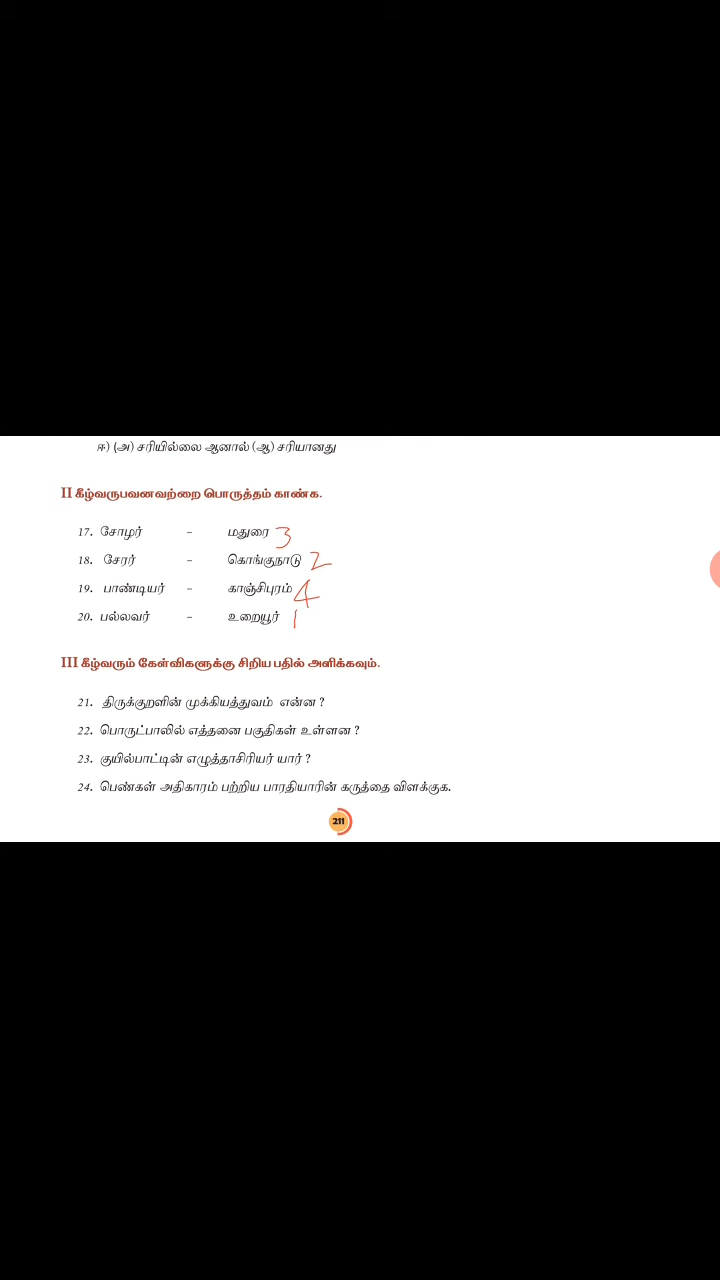 ஈ) (அ) சரியில்லை ஆனால் (ஆ) சரியானது
II கீழ்வருபவனவற்றை பொருத்தம் காண்க.
17. சோழர் – மதுரை 3
18. சேரர் – கொங்குநாடு 2
19. பாண்டியர் – காஞ்சிபுரம் 4
20. பல்லவர் – உறையூர் 1
III கீழ்வரும் கேள்விகளுக்கு சிறிய பதில் அளிக்கவும்.
21. திருக்குறளின் முக்கியத்துவம் என்ன ?
22. பொருட்பாலில் எத்தனை பகுதிகள் உள்ளன ?
23. குயில்பாட்டின் எழுத்தாசிரியர் யார் ?
24. பெண்கள் அதிகாரம் பற்றிய பாரதியாரின் கருத்தை விளக்குக.
211